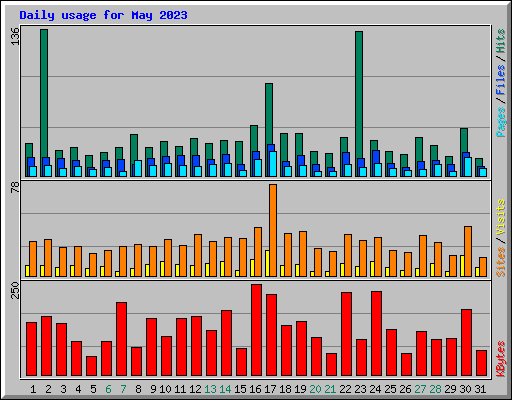 Daily usage for May 2023
136
Pages / Files / Hits
78
Sites / Visits
250
KBytes
1 2 3 4 5 6 7 8 9 10 11 12 13 14 15 16 17 18 19 20 21 22 23 24 25 26 27 28 29 30 31